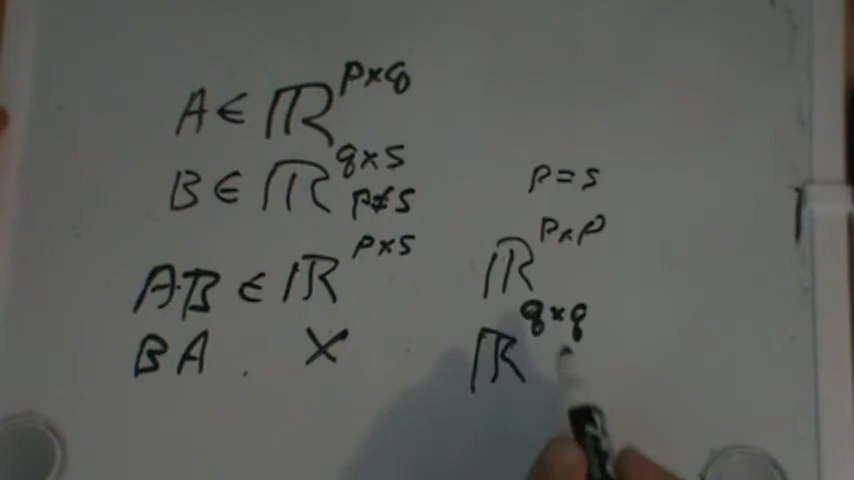 A ∈ ℝ^{p×q}
B ∈ ℝ^{q×s}
p≠s
p=s
AB ∈ ℝ^{p×s}
ℝ^{p×p}
BA . ×
ℝ^{q×q}